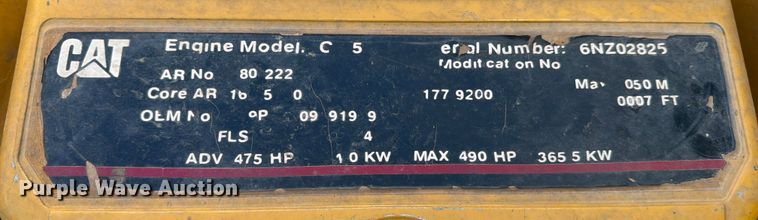 CAT
Engine Model: C 5 erial Number: 6NZ02825
Modif cat on No
AR No 80 222 Ma 050 M
Core AR 16 5 0 177 9200 0007 FT
OEM No 9P 09 919 9
FLS 4
ADV 475 HP 1 0 KW MAX 490 HP 365 5 KW
Purple Wave Auction